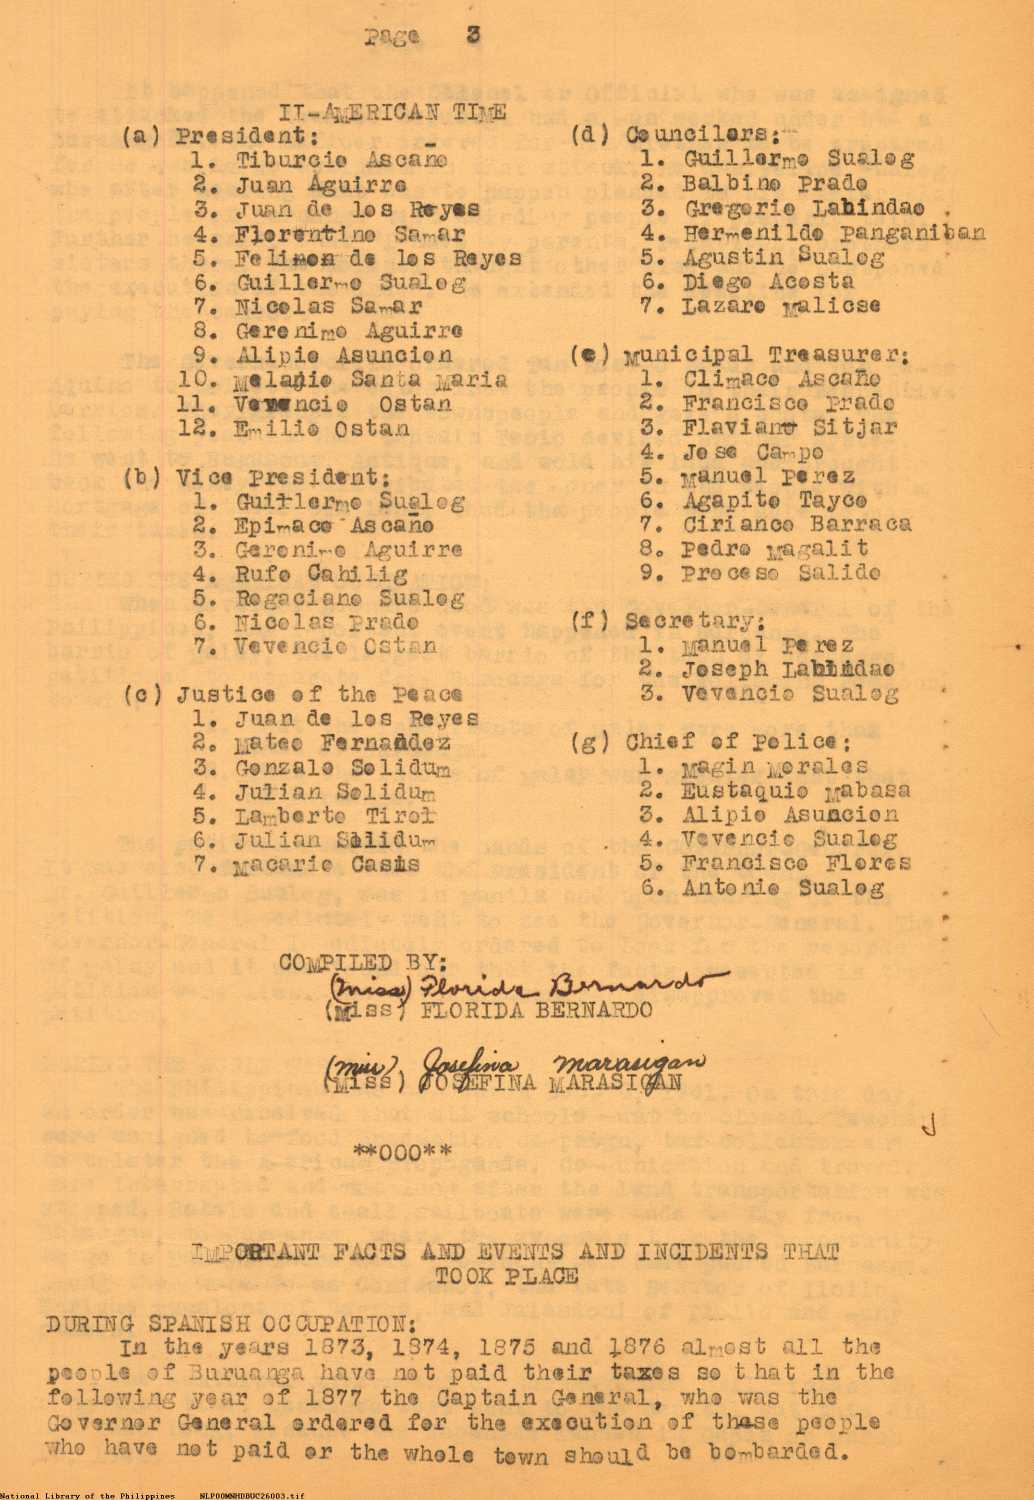 Page 3
II-AMERICAN TIME
(a) President:
1. Tiburcio Ascaño
2. Juan Aguirre
3. Juan de los Reyes
4. Florentino Samar
5. Felimon de los Reyes
6. Guillermo Sualog
7. Nicolas Samar
8. Geronimo Aguirre
9. Alipio Asuncion
10. Melanio Santa Maria
11. Vevencio Ostan
12. Emilio Ostan
(b) Vice President:
1. Guillermo Sualog
2. Epimaco Ascaño
3. Geronimo Aguirre
4. Rufo Cahilig
5. Rogaciano Sualog
6. Nicolas Prado
7. Vevencio Ostan
(c) Justice of the Peace
1. Juan de los Reyes
2. Mateo Fernandez
3. Gonzalo Solidum
4. Julian Solidum
5. Lamberto Tirol
6. Julian Solidum
7. Macario Casis
(d) Councilors:
1. Guillermo Sualog
2. Balbino Prado
3. Gregorio Labindao
4. Hermenildo Panganiban
5. Agustin Sualog
6. Diego Acosta
7. Lazaro Malicse
(e) Municipal Treasurer:
1. Climaco Ascaño
2. Francisco Prado
3. Flaviano Sitjar
4. Jose Campo
5. Manuel Perez
6. Agapito Tayco
7. Cirianco Barraca
8. Pedro Magalit
9. Proceso Salido
(f) Secretary:
1. Manuel Perez
2. Joseph Labindao
3. Vevencio Sualog
(g) Chief of Police:
1. Magin Morales
2. Eustaquio Mabasa
3. Alipio Asuncion
4. Vevencio Sualog
5. Francisco Flores
6. Antonio Sualog
COMPILED BY:
(Miss) Florida Bernardo
(Miss) FLORIDA BERNARDO
(Miss) Josefina Marasigan
(Miss) JOSEFINA MARASIGAN
**000**
IMPORTANT FACTS AND EVENTS AND INCIDENTS THAT
TOOK PLACE
DURING SPANISH OCCUPATION:
In the years 1873, 1874, 1875 and 1876 almost all the
people of Buruanga have not paid their taxes so that in the
following year of 1877 the Captain General, who was the
Governor General ordered for the execution of these people
who have not paid or the whole town should be bombarded.
National Library of the Philippines NLP00MNHDBUC26003.tif